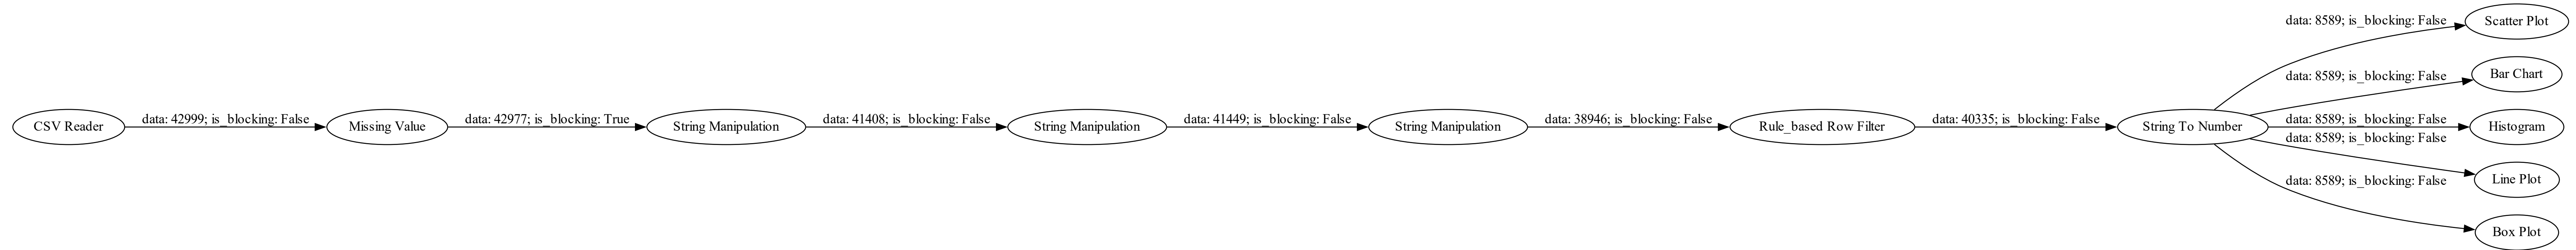 CSV Reader
data: 42999; is_blocking: False
Missing Value
data: 42977; is_blocking: True
String Manipulation
data: 41408; is_blocking: False
String Manipulation
data: 41449; is_blocking: False
String Manipulation
data: 38946; is_blocking: False
Rule_based Row Filter
data: 40335; is_blocking: False
String To Number
data: 8589; is_blocking: False
Scatter Plot
data: 8589; is_blocking: False
Bar Chart
data: 8589; is_blocking: False
Histogram
data: 8589; is_blocking: False
Line Plot
data: 8589; is_blocking: False
Box Plot